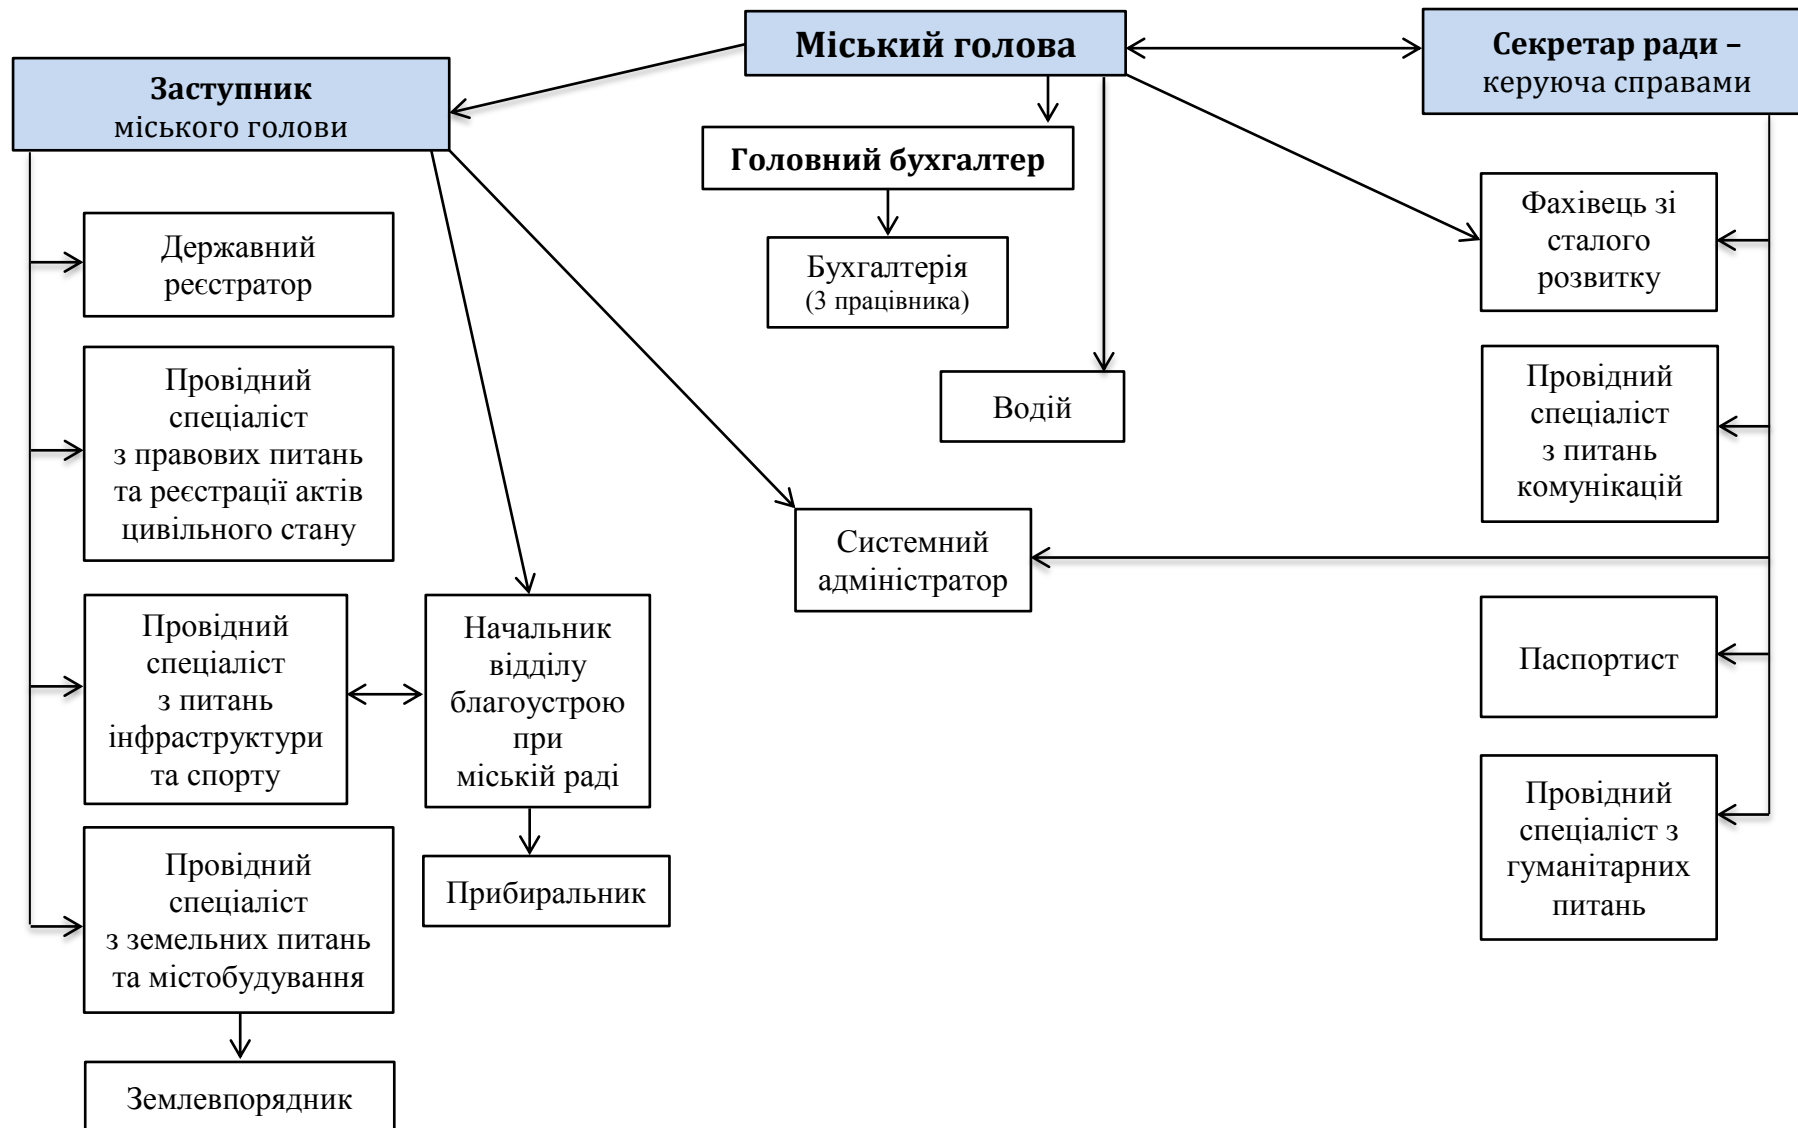 Міський голова
Секретар ради –
керуюча справами
Заступник
міського голови
Головний бухгалтер
Бухгалтерія
(3 працівника)
Водій
Фахівець зі
сталого
розвитку
Державний
реєстратор
Провідний
спеціаліст
з правових питань
та реєстрації актів
цивільного стану
Провідний
спеціаліст
з питань
комунікацій
Системний
адміністратор
Провідний
спеціаліст
з питань
інфраструктури
та спорту
Начальник
відділу
благоустрою
при
міській раді
Паспортист
Провідний
спеціаліст з
гуманітарних
питань
Прибиральник
Провідний
спеціаліст
з земельних питань
та містобудування
Землевпорядник